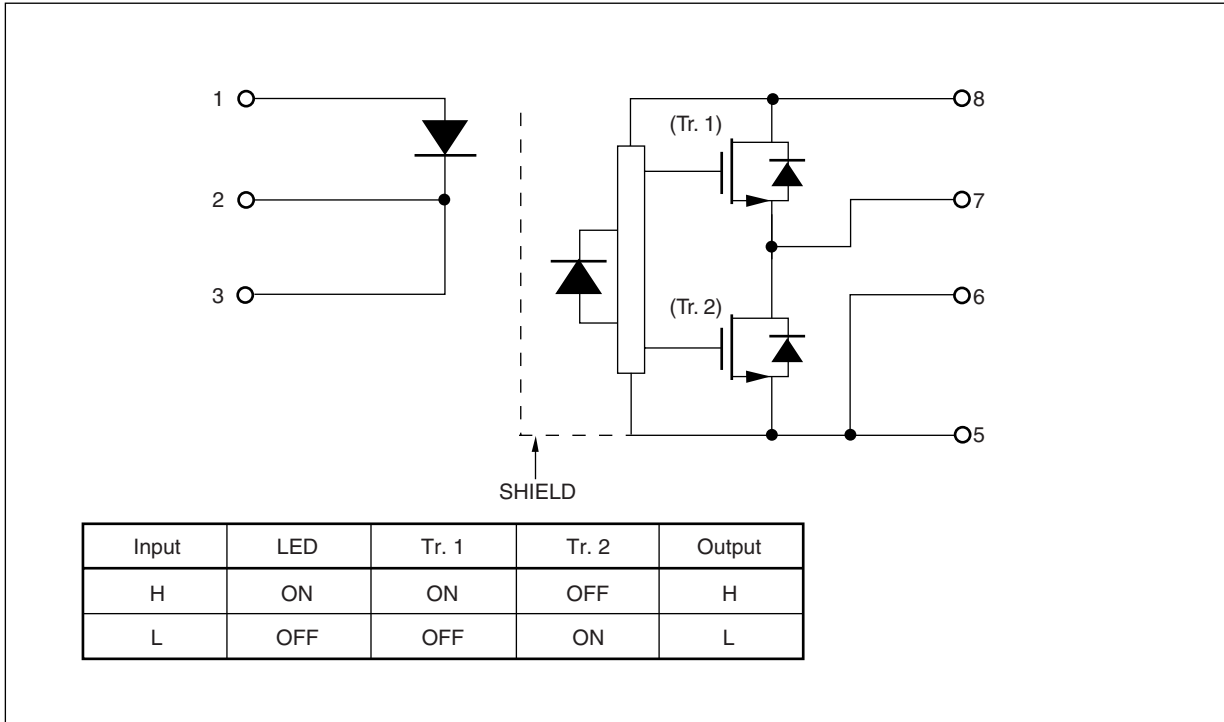 1
8
(Tr. 1)
2
7
3
6
(Tr. 2)
5
SHIELD
Input LED Tr. 1 Tr. 2 Output
H ON ON OFF H
L OFF OFF ON L